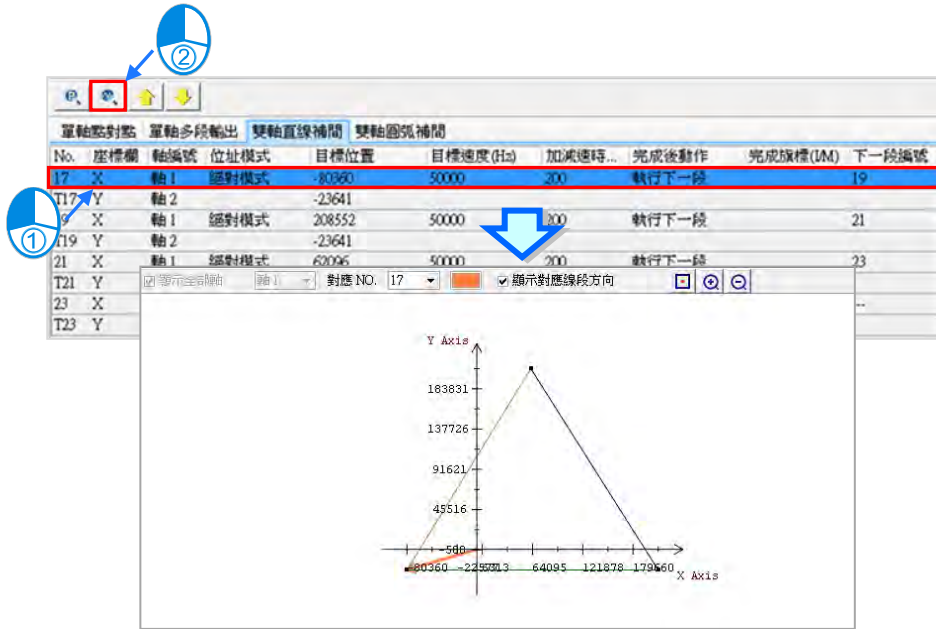 ②
單軸點對點 單軸多段輸出 雙軸直線補間 雙軸圓弧補間
No. 座標欄 軸編號 位址模式 目標位置 目標速度(Hz) 加減速時... 完成後動作 完成旗標(I/M) 下一段編號
17 X 軸 1 絕對模式 -80360 50000 200 執行下一段 19
T17 Y 軸 2 -23641
①
9 X 軸 1 絕對模式 208552 50000 200 執行下一段 21
T19 Y 軸 2 -23641
21 X 軸 1 絕對模式 62096 50000 200 執行下一段 23
T21 Y
23 X
T23 Y
顯示全部軸 軸 1 對應 NO. 17 顯示對應線段方向
Y Axis
183831
137726
91621
45516
-80360 64095 121878 179660
X Axis